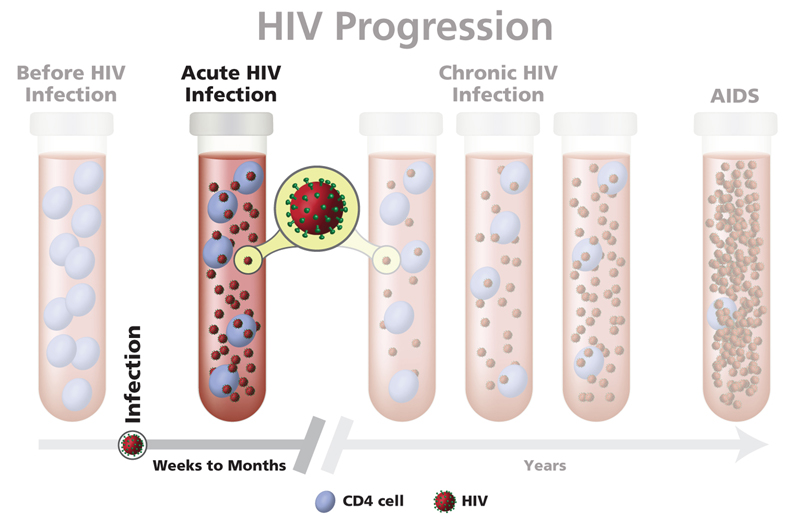 HIV Progression
Before HIV
Infection
Acute HIV
Infection
Chronic HIV
Infection
AIDS
Infection
Weeks to Months
Years
CD4 cell
HIV